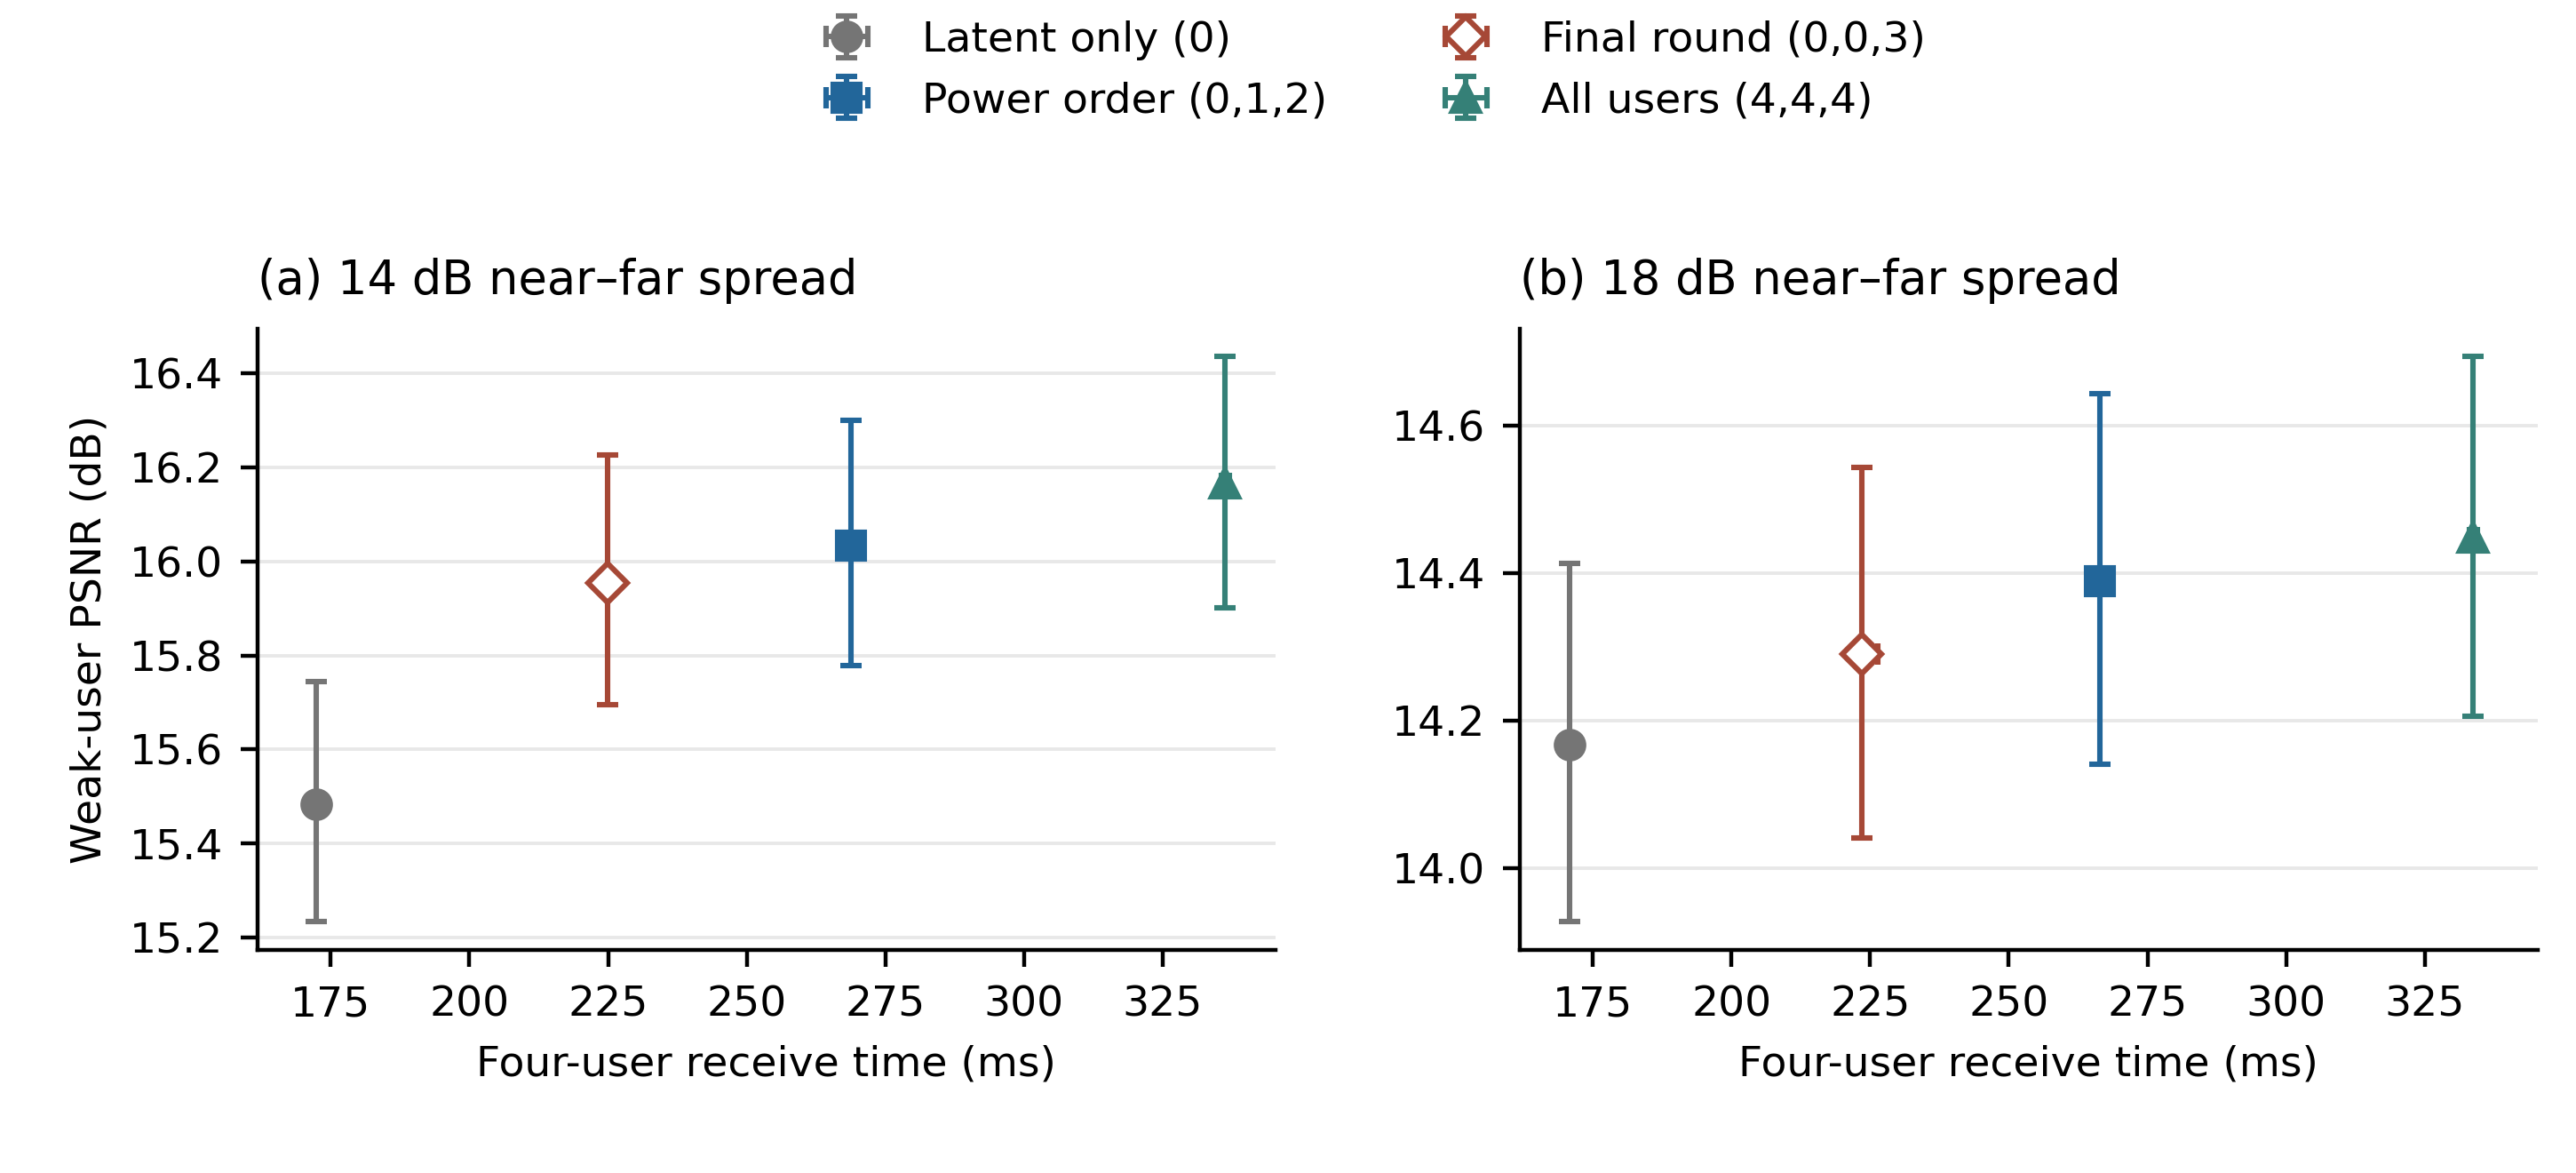 Latent only (0)
Power order (0,1,2)
Final round (0,0,3)
All users (4,4,4)
(a) 14 dB near–far spread
Weak-user PSNR (dB)
16.4
16.2
16.0
15.8
15.6
15.4
15.2
175 200 225 250 275 300 325
Four-user receive time (ms)
(b) 18 dB near–far spread
14.6
14.4
14.2
14.0
175 200 225 250 275 300 325
Four-user receive time (ms)